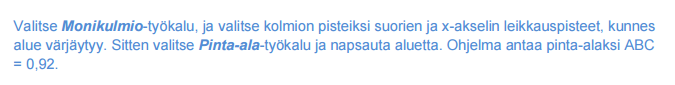 Valitse Monikulmio-työkalu, ja valitse kolmion pisteiksi suorien ja x-akselin leikkauspisteet, kunnes
alue värjäytyy. Sitten valitse Pinta-ala-työkalu ja napsauta aluetta. Ohjelma antaa pinta-alaksi ABC
= 0,92.